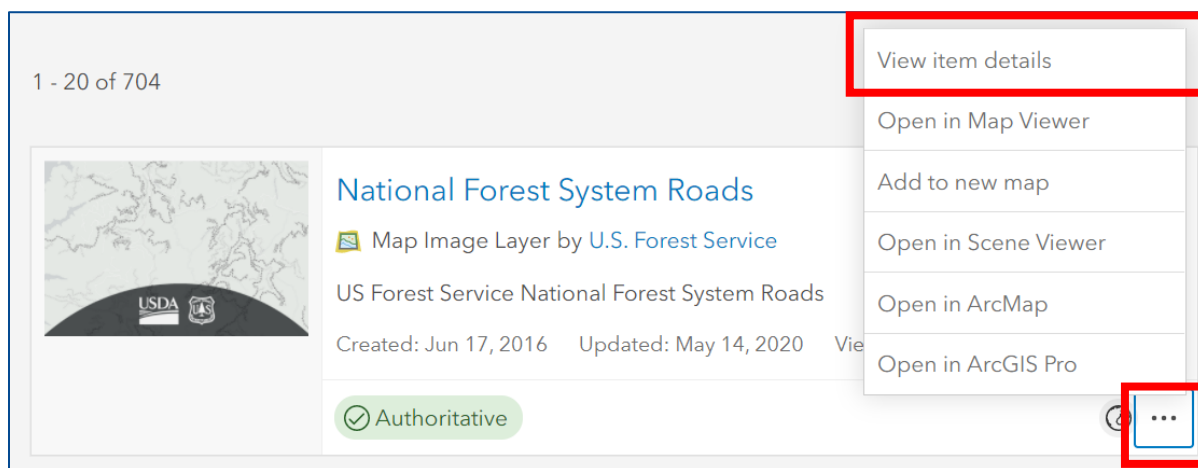 1 - 20 of 704
View item details
Open in Map Viewer
Add to new map
Open in Scene Viewer
Open in ArcMap
Open in ArcGIS Pro
National Forest System Roads
Map Image Layer by U.S. Forest Service
US Forest Service National Forest System Roads
Created: Jun 17, 2016 Updated: May 14, 2020 Vie
USDA
Authoritative
...